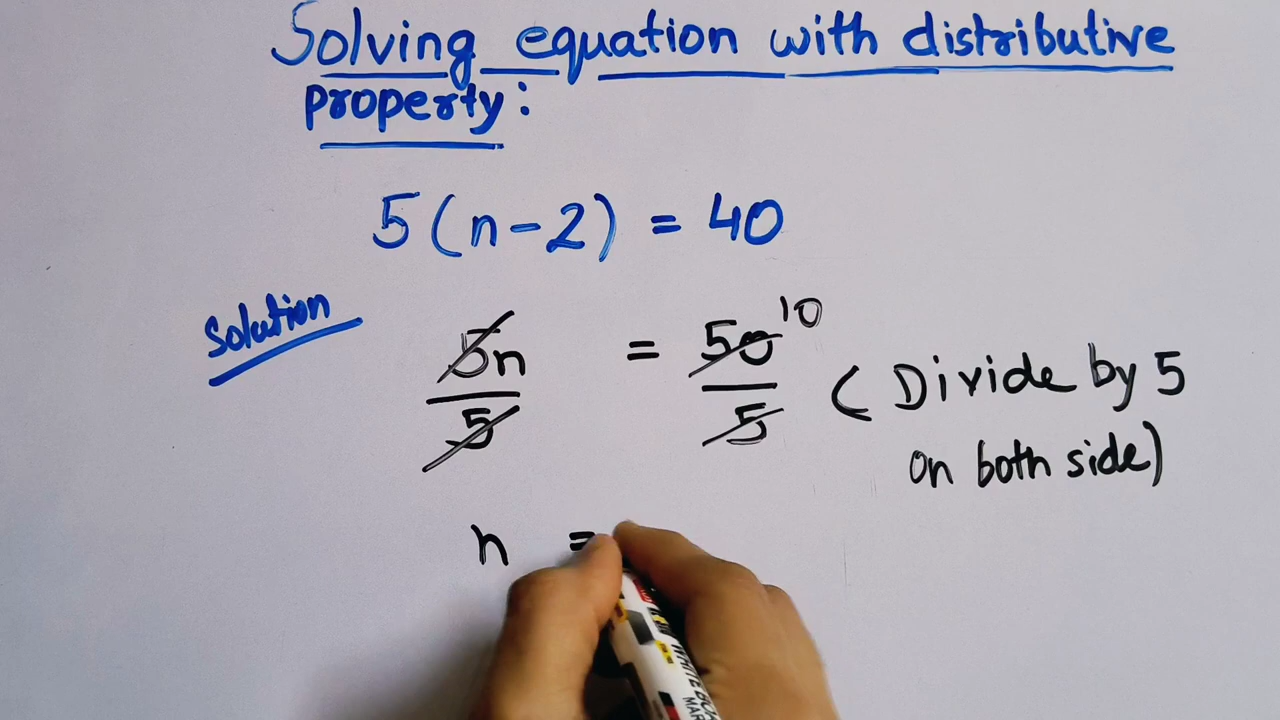 Solving equation with distributive
property:
5(n-2) = 40
Solution
5n = 50 10
5 5
(Divide by 5
on both side)
n =